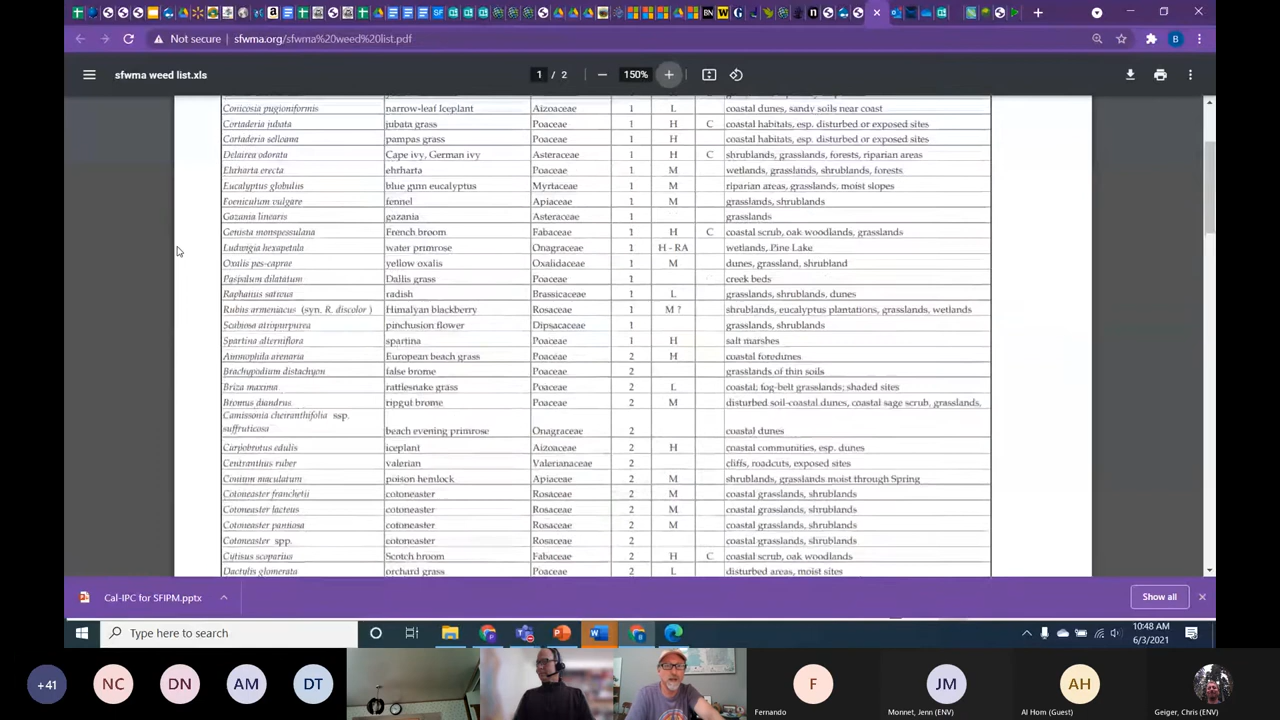 Not secure sfwma.org/sfwma%20weed%20list.pdf
sfwma weed list.xls 1 / 2 150%
Conicosia pugioniformis narrow-leaf Iceplant Aizoaceae 1 L coastal dunes, sandy soils near coast
Cortaderia jubata jubata grass Poaceae 1 H C coastal habitats, esp. disturbed or exposed sites
Cortaderia selloana pampas grass Poaceae 1 H coastal habitats, esp. disturbed or exposed sites
Delairea odorata Cape ivy, German ivy Asteraceae 1 H C shrublands, grasslands, forests, riparian areas
Ehrharta erecta ehrharta Poaceae 1 M wetlands, grasslands, shrublands, forests
Eucalyptus globulus blue gum eucalyptus Myrtaceae 1 M riparian areas, grasslands, moist slopes
Foeniculum vulgare fennel Apiaceae 1 M grasslands, shrublands
Gazania linearis gazania Asteraceae 1 grasslands
Genista monspessulana French broom Fabaceae 1 H C coastal scrub, oak woodlands, grasslands
Ludwigia hexapetala water primrose Onagraceae 1 H - RA wetlands, Pine Lake
Oxalis pes-caprae yellow oxalis Oxalidaceae 1 M dunes, grassland, shrubland
Paspalum dilatatum Dallis grass Poaceae 1 creek beds
Raphanus sativus radish Brassicaceae 1 L grasslands, shrublands, dunes
Rubus armeniacus (syn. R. discolor ) Himalyan blackberry Rosaceae 1 M ? shrublands, eucalyptus plantations, grasslands, wetlands
Scabiosa atripurpurea pinchusion flower Dipsacaceae 1 grasslands, shrublands
Spartina alterniflora spartina Poaceae 1 H salt marshes
Ammophila arenaria European beach grass Poaceae 2 H coastal foredunes
Brachypodium distachyon false brome Poaceae 2 grasslands of thin soils
Briza maxima rattlesnake grass Poaceae 2 L coastal; fog-belt grasslands; shaded sites
Bromus diandrus ripgut brome Poaceae 2 M disturbed soil-coastal dunes, coastal sage scrub, grasslands,
Camissonia cheiranthifolia ssp.
suffruticosa beach evening primrose Onagraceae 2 coastal dunes
Carpobrotus edulis iceplant Aizoaceae 2 H coastal communities, esp. dunes
Centranthus ruber valerian Valerianaceae 2 cliffs, roadcuts, exposed sites
Conium maculatum poison hemlock Apiaceae 2 M shrublands, grasslands moist through Spring
Cotoneaster franchetii cotoneaster Rosaceae 2 M coastal grasslands, shrublands
Cotoneaster lacteus cotoneaster Rosaceae 2 M coastal grasslands, shrublands
Cotoneaster pannosa cotoneaster Rosaceae 2 M coastal grasslands, shrublands
Cotoneaster spp. cotoneaster Rosaceae 2 coastal grasslands, shrublands
Cytisus scoparius Scotch broom Fabaceae 2 H C coastal scrub, oak woodlands
Dactylis glomerata orchard grass Poaceae 2 L disturbed areas, moist sites
Cal-IPC for SFIPM.pptx Show all
Type here to search 10:48 AM
6/3/2021
+41 NC DN AM DT F JM AH
Fernando Monnet, Jenn (ENV) Al Hom (Guest) Geiger, Chris (ENV)